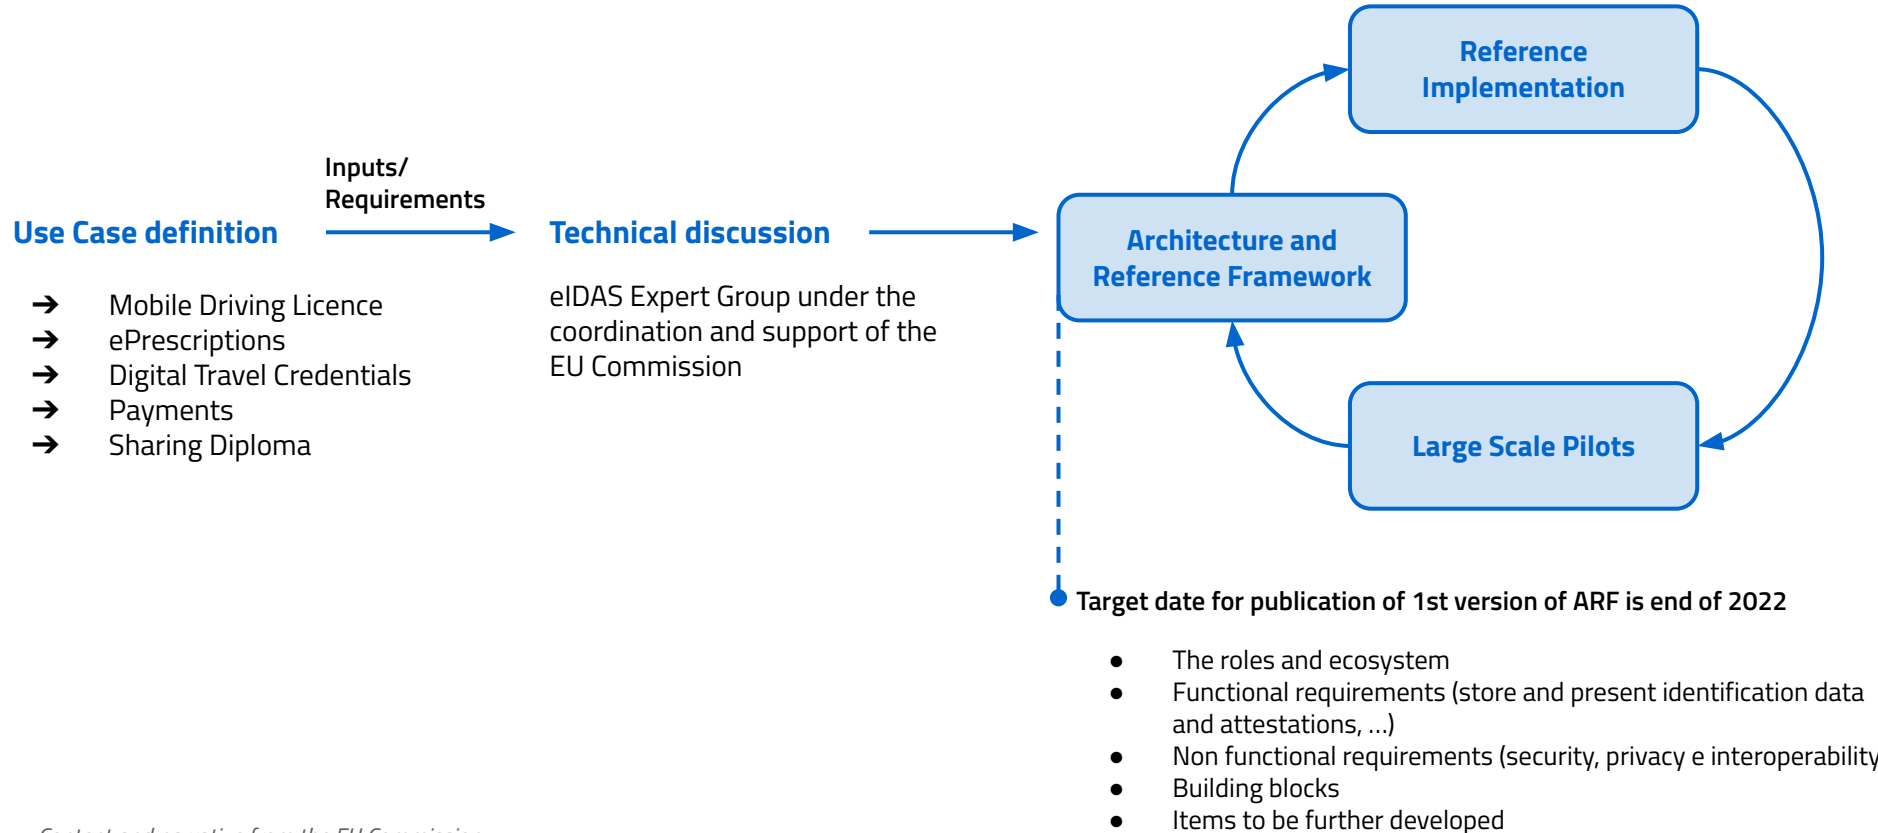 Reference
Implementation
Inputs/
Requirements
Use Case definition
Technical discussion
Architecture and
Reference Framework
➔ Mobile Driving Licence
➔ ePrescriptions
➔ Digital Travel Credentials
➔ Payments
➔ Sharing Diploma
eIDAS Expert Group under the
coordination and support of the
EU Commission
Large Scale Pilots
Target date for publication of 1st version of ARF is end of 2022
● The roles and ecosystem
● Functional requirements (store and present identification data
and attestations, ...)
● Non functional requirements (security, privacy e interoperability
● Building blocks
● Items to be further developed
from the EU Commission